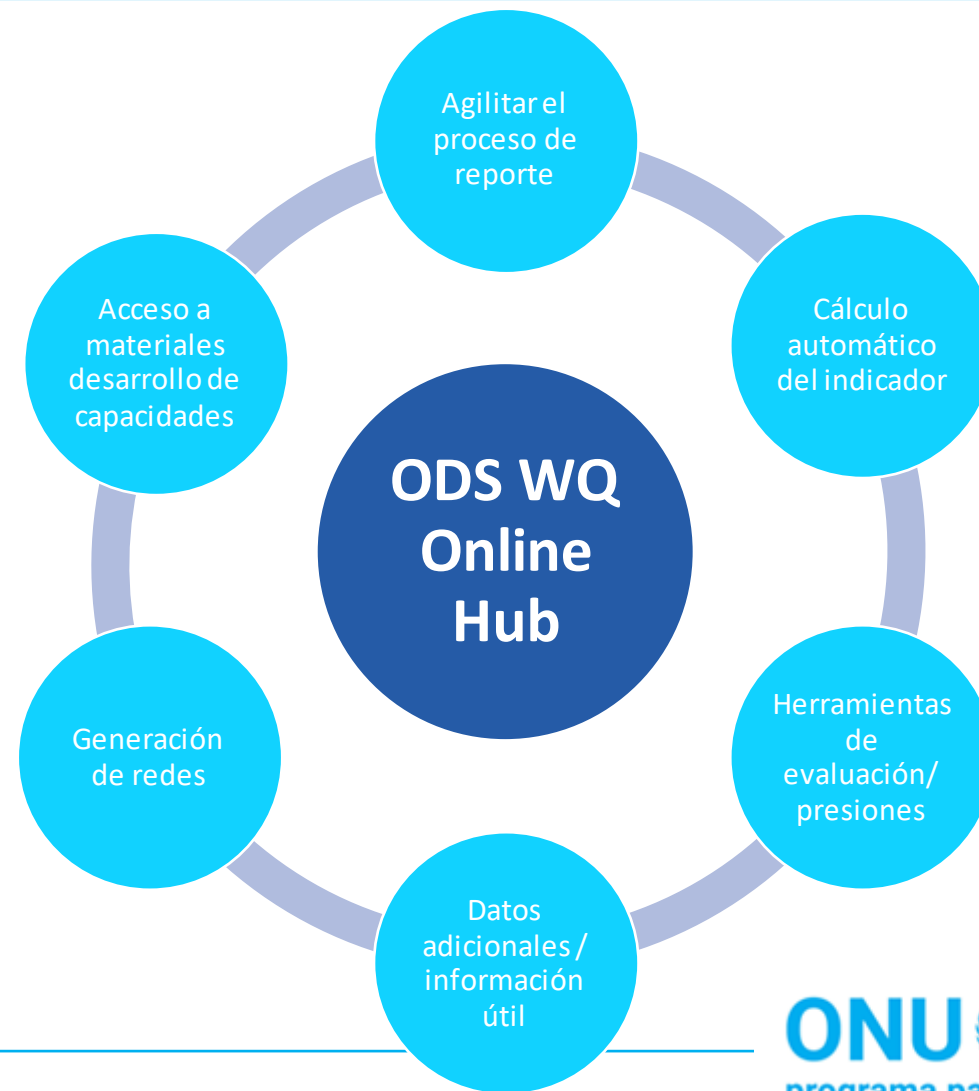 Agilitar el
proceso de
reporte
Cálculo
automático
del indicador
Herramientas
de
evaluación/
presiones
Datos
adicionales /
información
útil
Generación
de redes
Acceso a
materiales
desarrollo de
capacidades
ODS WQ
Online
Hub
ONU
programa